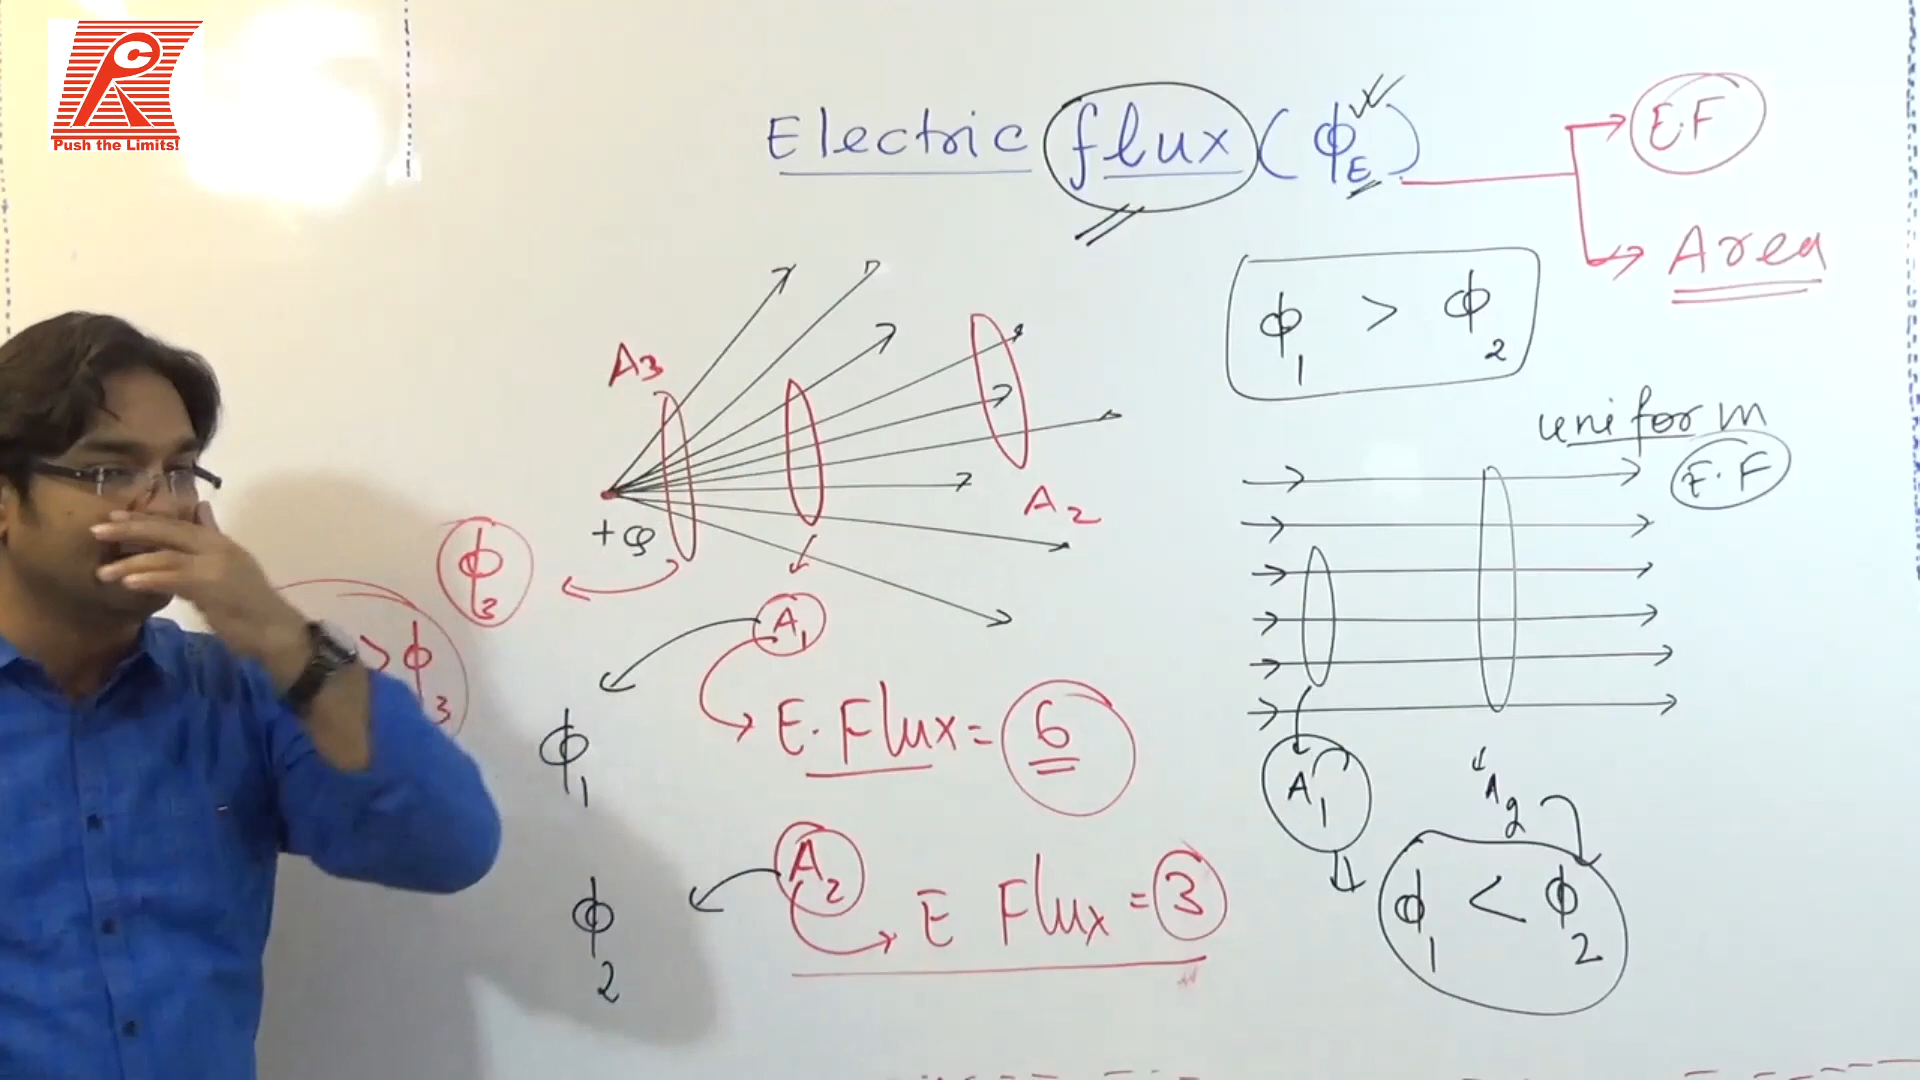 Push the Limits!
Electric flux (ϕE)
E.F
Area
ϕ1 > ϕ2
A3
A2
+Q
ϕ3
> ϕ3
A1
E. Flux = 6
ϕ1
A2
E Flux = 3
ϕ2
uniform
E.F
A1
A2
ϕ1 < ϕ2